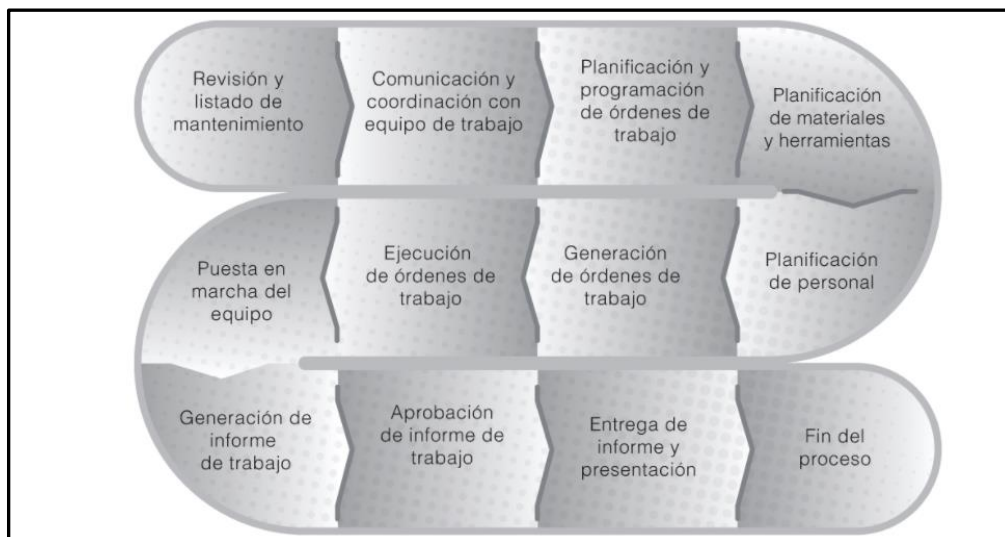 Revisión y
listado de
mantenimiento
Comunicación y
coordinación con
equipo de trabajo
Planificación y
programación
de órdenes de
trabajo
Planificación
de materiales
y herramientas
Planificación
de personal
Generación
de órdenes de
trabajo
Ejecución
de órdenes de
trabajo
Puesta en
marcha del
equipo
Generación de
informe
de trabajo
Aprobación
de informe de
trabajo
Entrega de
informe y
presentación
Fin del
proceso